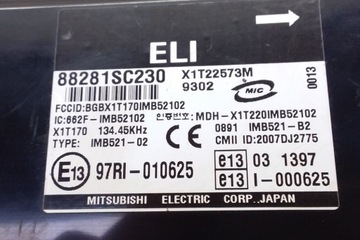 ELI
88281SC230 X1T22573M
9302 MIC 0013
FCCID:BGBX1T170IMB52102
IC:662F-IMB52102 인증번호:MDH-X1T220IMB52102
X1T170 134.45KHz 0891 IMB521-B2
TYPE: IMB521-02 CMII ID:2007DJ2775
E13 97RI-010625 e13 03 1397
e13 I-000625
MITSUBISHI ELECTRIC CORP.,JAPAN